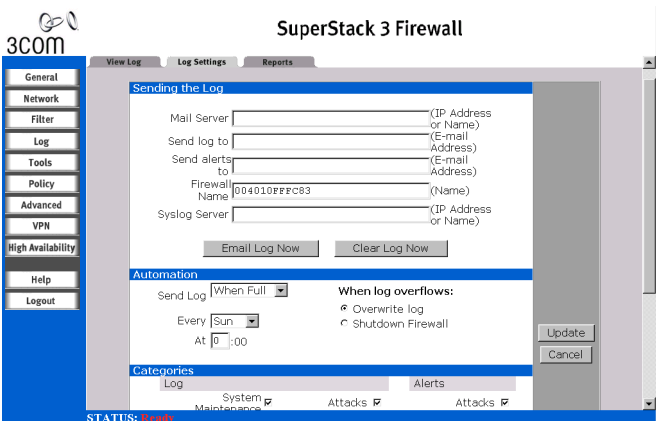 3COM
SuperStack 3 Firewall
View Log
Log Settings
Reports
General
Network
Filter
Log
Tools
Policy
Advanced
VPN
High Availability
Help
Logout
Sending the Log
Mail Server
(IP Address
or Name)
Send log to
(E-mail
Address)
Send alerts
to
(E-mail
Address)
Firewall
Name
004010FFFC83
(Name)
Syslog Server
(IP Address
or Name)
Email Log Now
Clear Log Now
Automation
Send Log When Full
When log overflows:
Overwrite log
Shutdown Firewall
Every Sun
At 0 :00
Update
Cancel
Categories
Log
Alerts
System
Maintenance
Attacks
Attacks
STATUS: Ready